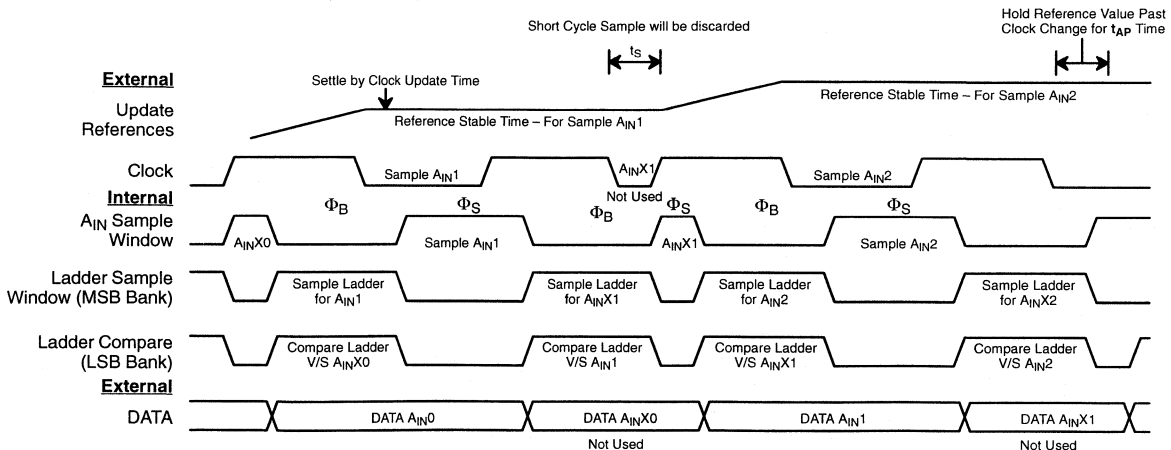 Short Cycle Sample will be discarded
Hold Reference Value Past
Clock Change for tAP Time
tS
External
Settle by Clock Update Time
Update
References
Reference Stable Time – For Sample AIN1
Reference Stable Time – For Sample AIN2
Clock
Sample AIN1
AINX1
Not Used
Sample AIN2
Internal
ΦB
ΦS
ΦB
ΦS
ΦB
ΦS
AIN Sample
Window
AINX0
Sample AIN1
AINX1
Sample AIN2
Ladder Sample
Window (MSB Bank)
Sample Ladder
for AIN1
Sample Ladder
for AINX1
Sample Ladder
for AIN2
Sample Ladder
for AINX2
Ladder Compare
(LSB Bank)
Compare Ladder
V/S AINX0
Compare Ladder
V/S AIN1
Compare Ladder
V/S AINX1
Compare Ladder
V/S AIN2
External
DATA
DATA AIN0
DATA AINX0
DATA AIN1
DATA AINX1
Not Used
Not Used